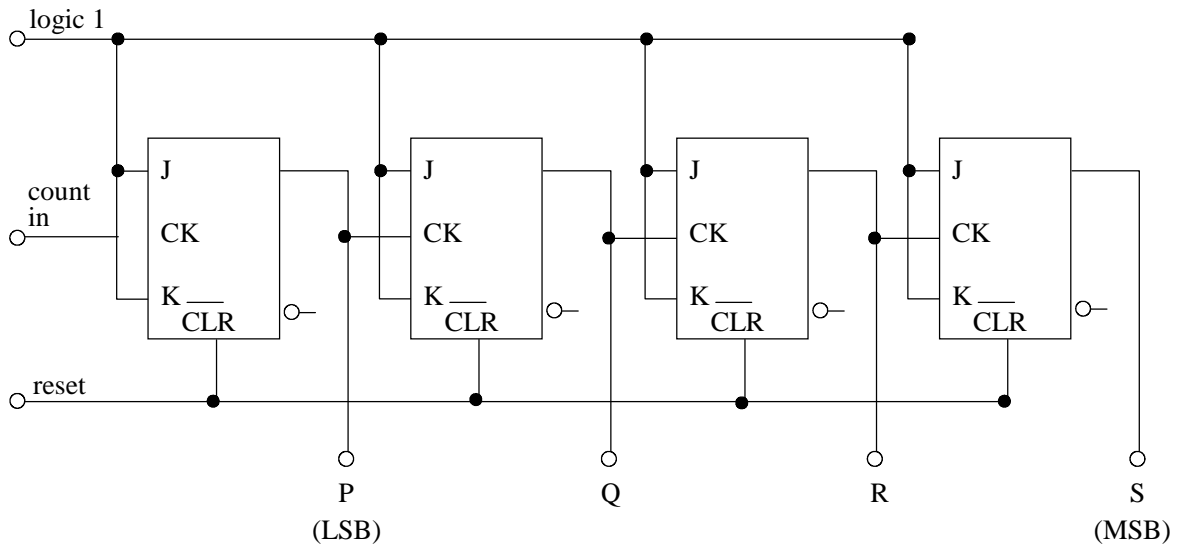 logic 1
J
J
J
J
count
in
CK
CK
CK
CK
K
K
K
K
CLR
CLR
CLR
CLR
reset
P
Q
R
S
(LSB)
(MSB)